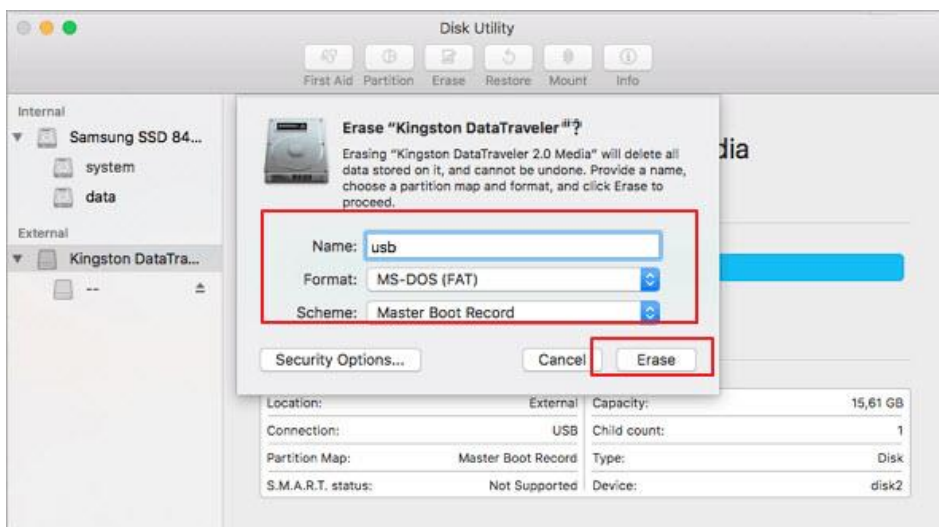 Disk Utility
First Aid Partition Erase Restore Mount Info
Internal
Samsung SSD 84...
system
data
External
Kingston DataTra...
--
Erase "Kingston DataTraveler"?
Erasing "Kingston DataTraveler 2.0 Media" will delete all
data stored on it, and cannot be undone. Provide a name,
choose a partition map and format, and click Erase to
proceed.
dia
Name: usb
Format: MS-DOS (FAT)
Scheme: Master Boot Record
Security Options... Cancel Erase
Location: External Capacity: 15,61 GB
Connection: USB Child count: 1
Partition Map: Master Boot Record Type: Disk
S.M.A.R.T. status: Not Supported Device: disk2